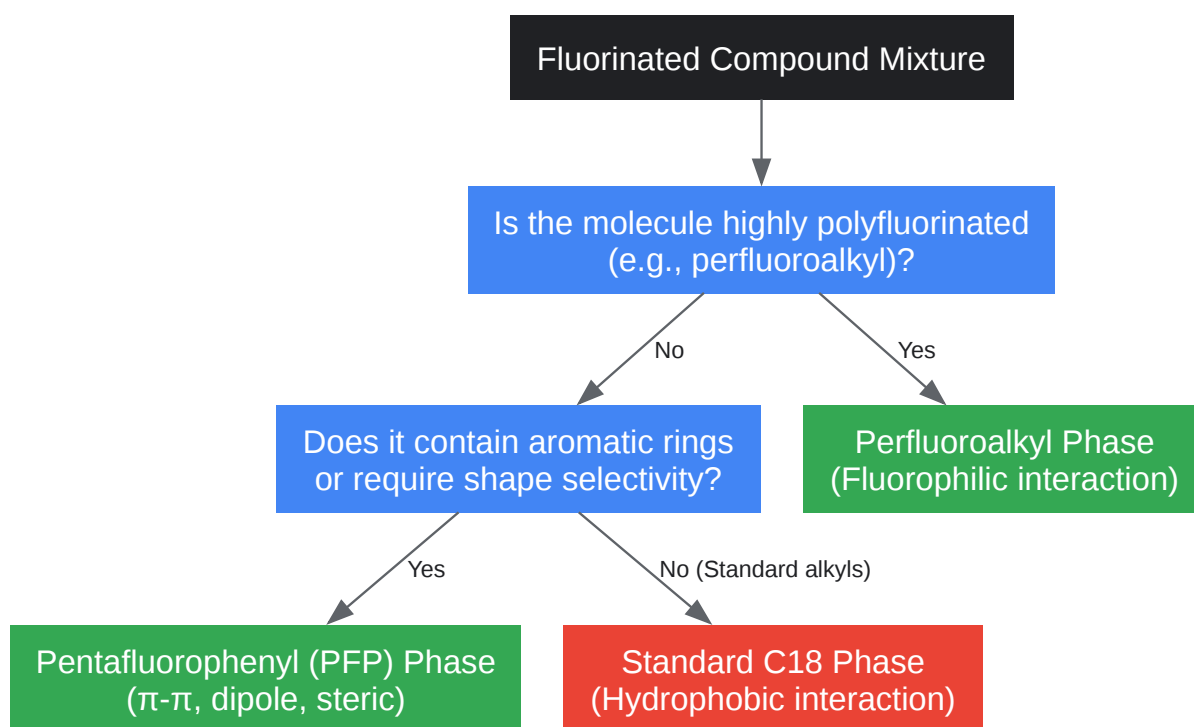 Fluorinated Compound Mixture
Is the molecule highly polyfluorinated
(e.g., perfluoroalkyl)?
No
Yes
Does it contain aromatic rings
or require shape selectivity?
Perfluoroalkyl Phase
(Fluorophilic interaction)
Yes
No (Standard alkyls)
Pentafluorophenyl (PFP) Phase
(π-π, dipole, steric)
Standard C18 Phase
(Hydrophobic interaction)